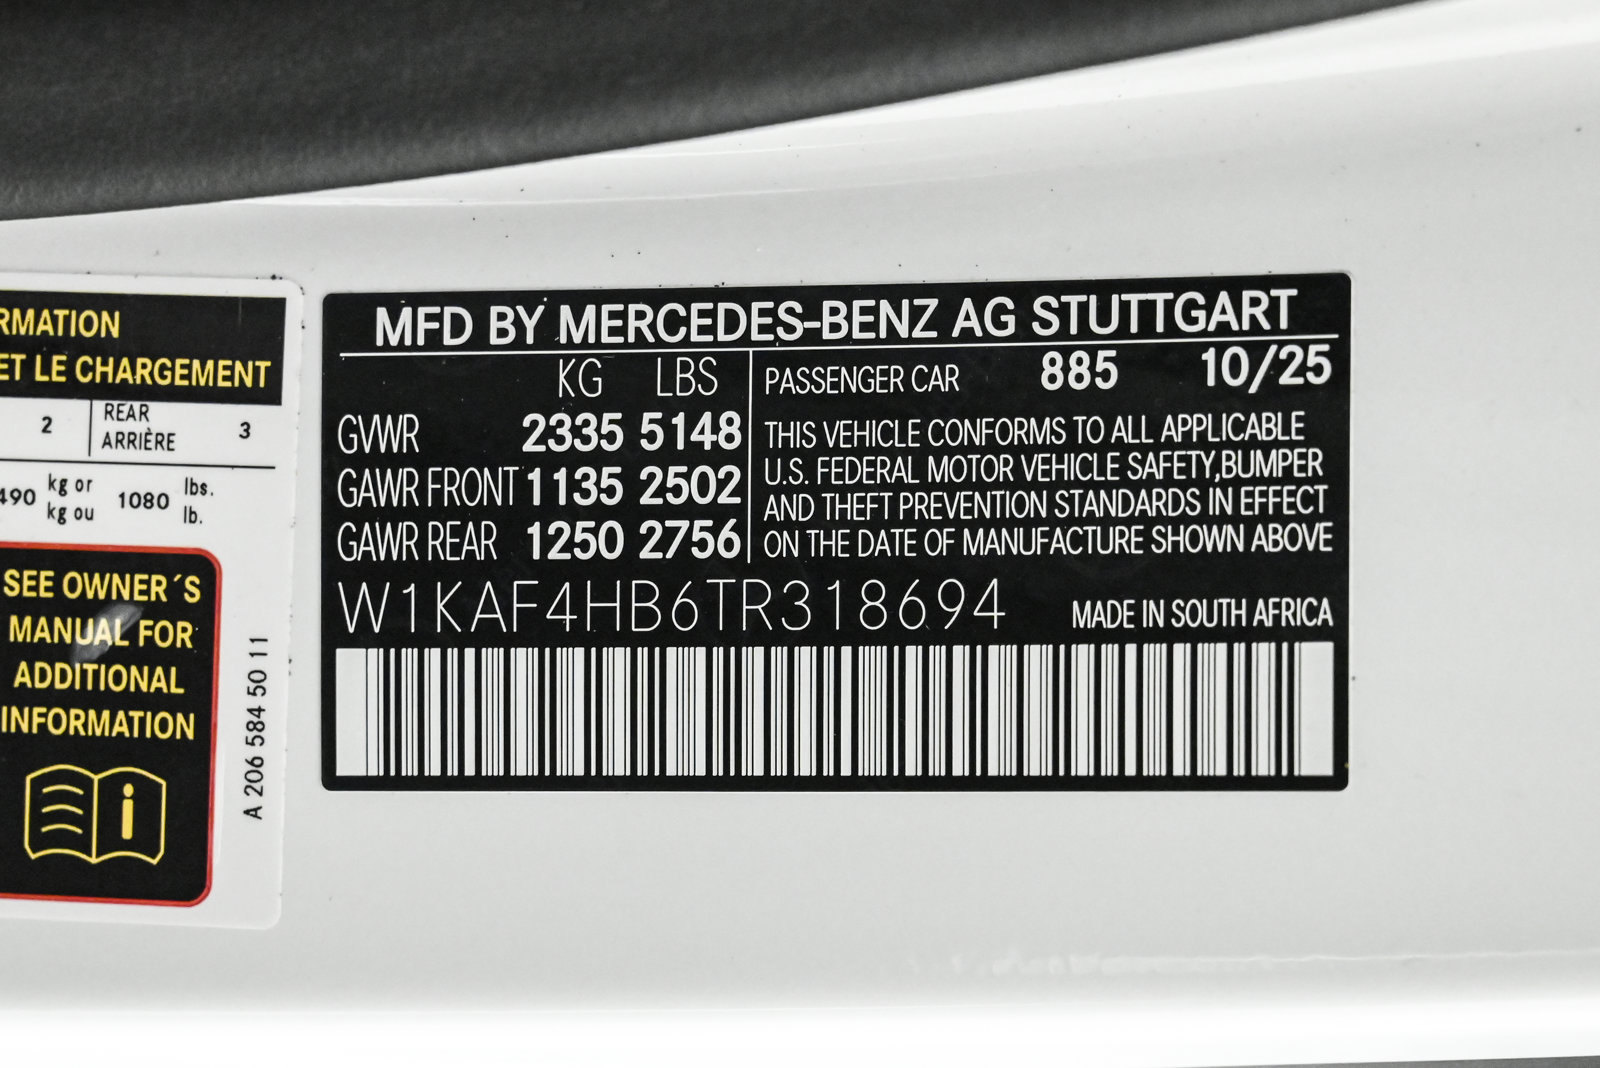 ET LE CHARGEMENT
2 REAR ARRIÈRE 3
kg or kg ou 1080 lbs. lb.
SEE OWNER´S
MANUAL FOR
ADDITIONAL
INFORMATION
i
A 206 584 50 11
MFD BY MERCEDES-BENZ AG STUTTGART
KG LBS
GVWR 2335 5148
GAWR FRONT 1135 2502
GAWR REAR 1250 2756
PASSENGER CAR 885 10/25
THIS VEHICLE CONFORMS TO ALL APPLICABLE
U.S. FEDERAL MOTOR VEHICLE SAFETY,BUMPER
AND THEFT PREVENTION STANDARDS IN EFFECT
ON THE DATE OF MANUFACTURE SHOWN ABOVE
W1KAF4HB6TR318694 MADE IN SOUTH AFRICA